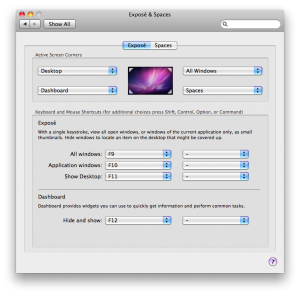 Exposé & Spaces
Show All
Exposé Spaces
Active Screen Corners
Desktop All Windows
Dashboard Spaces
Keyboard and Mouse Shortcuts (for additional choices press Shift, Control, Option, or Command)
Exposé
With a single keystroke, view all open windows, or windows of the current application only, as small
thumbnails. Hide windows to locate an item on the desktop that might be covered up.
All windows: F9 –
Application windows: F10 –
Show Desktop: F11 –
Dashboard
Dashboard provides widgets you can use to quickly get information and perform common tasks.
Hide and show: F12 –
?